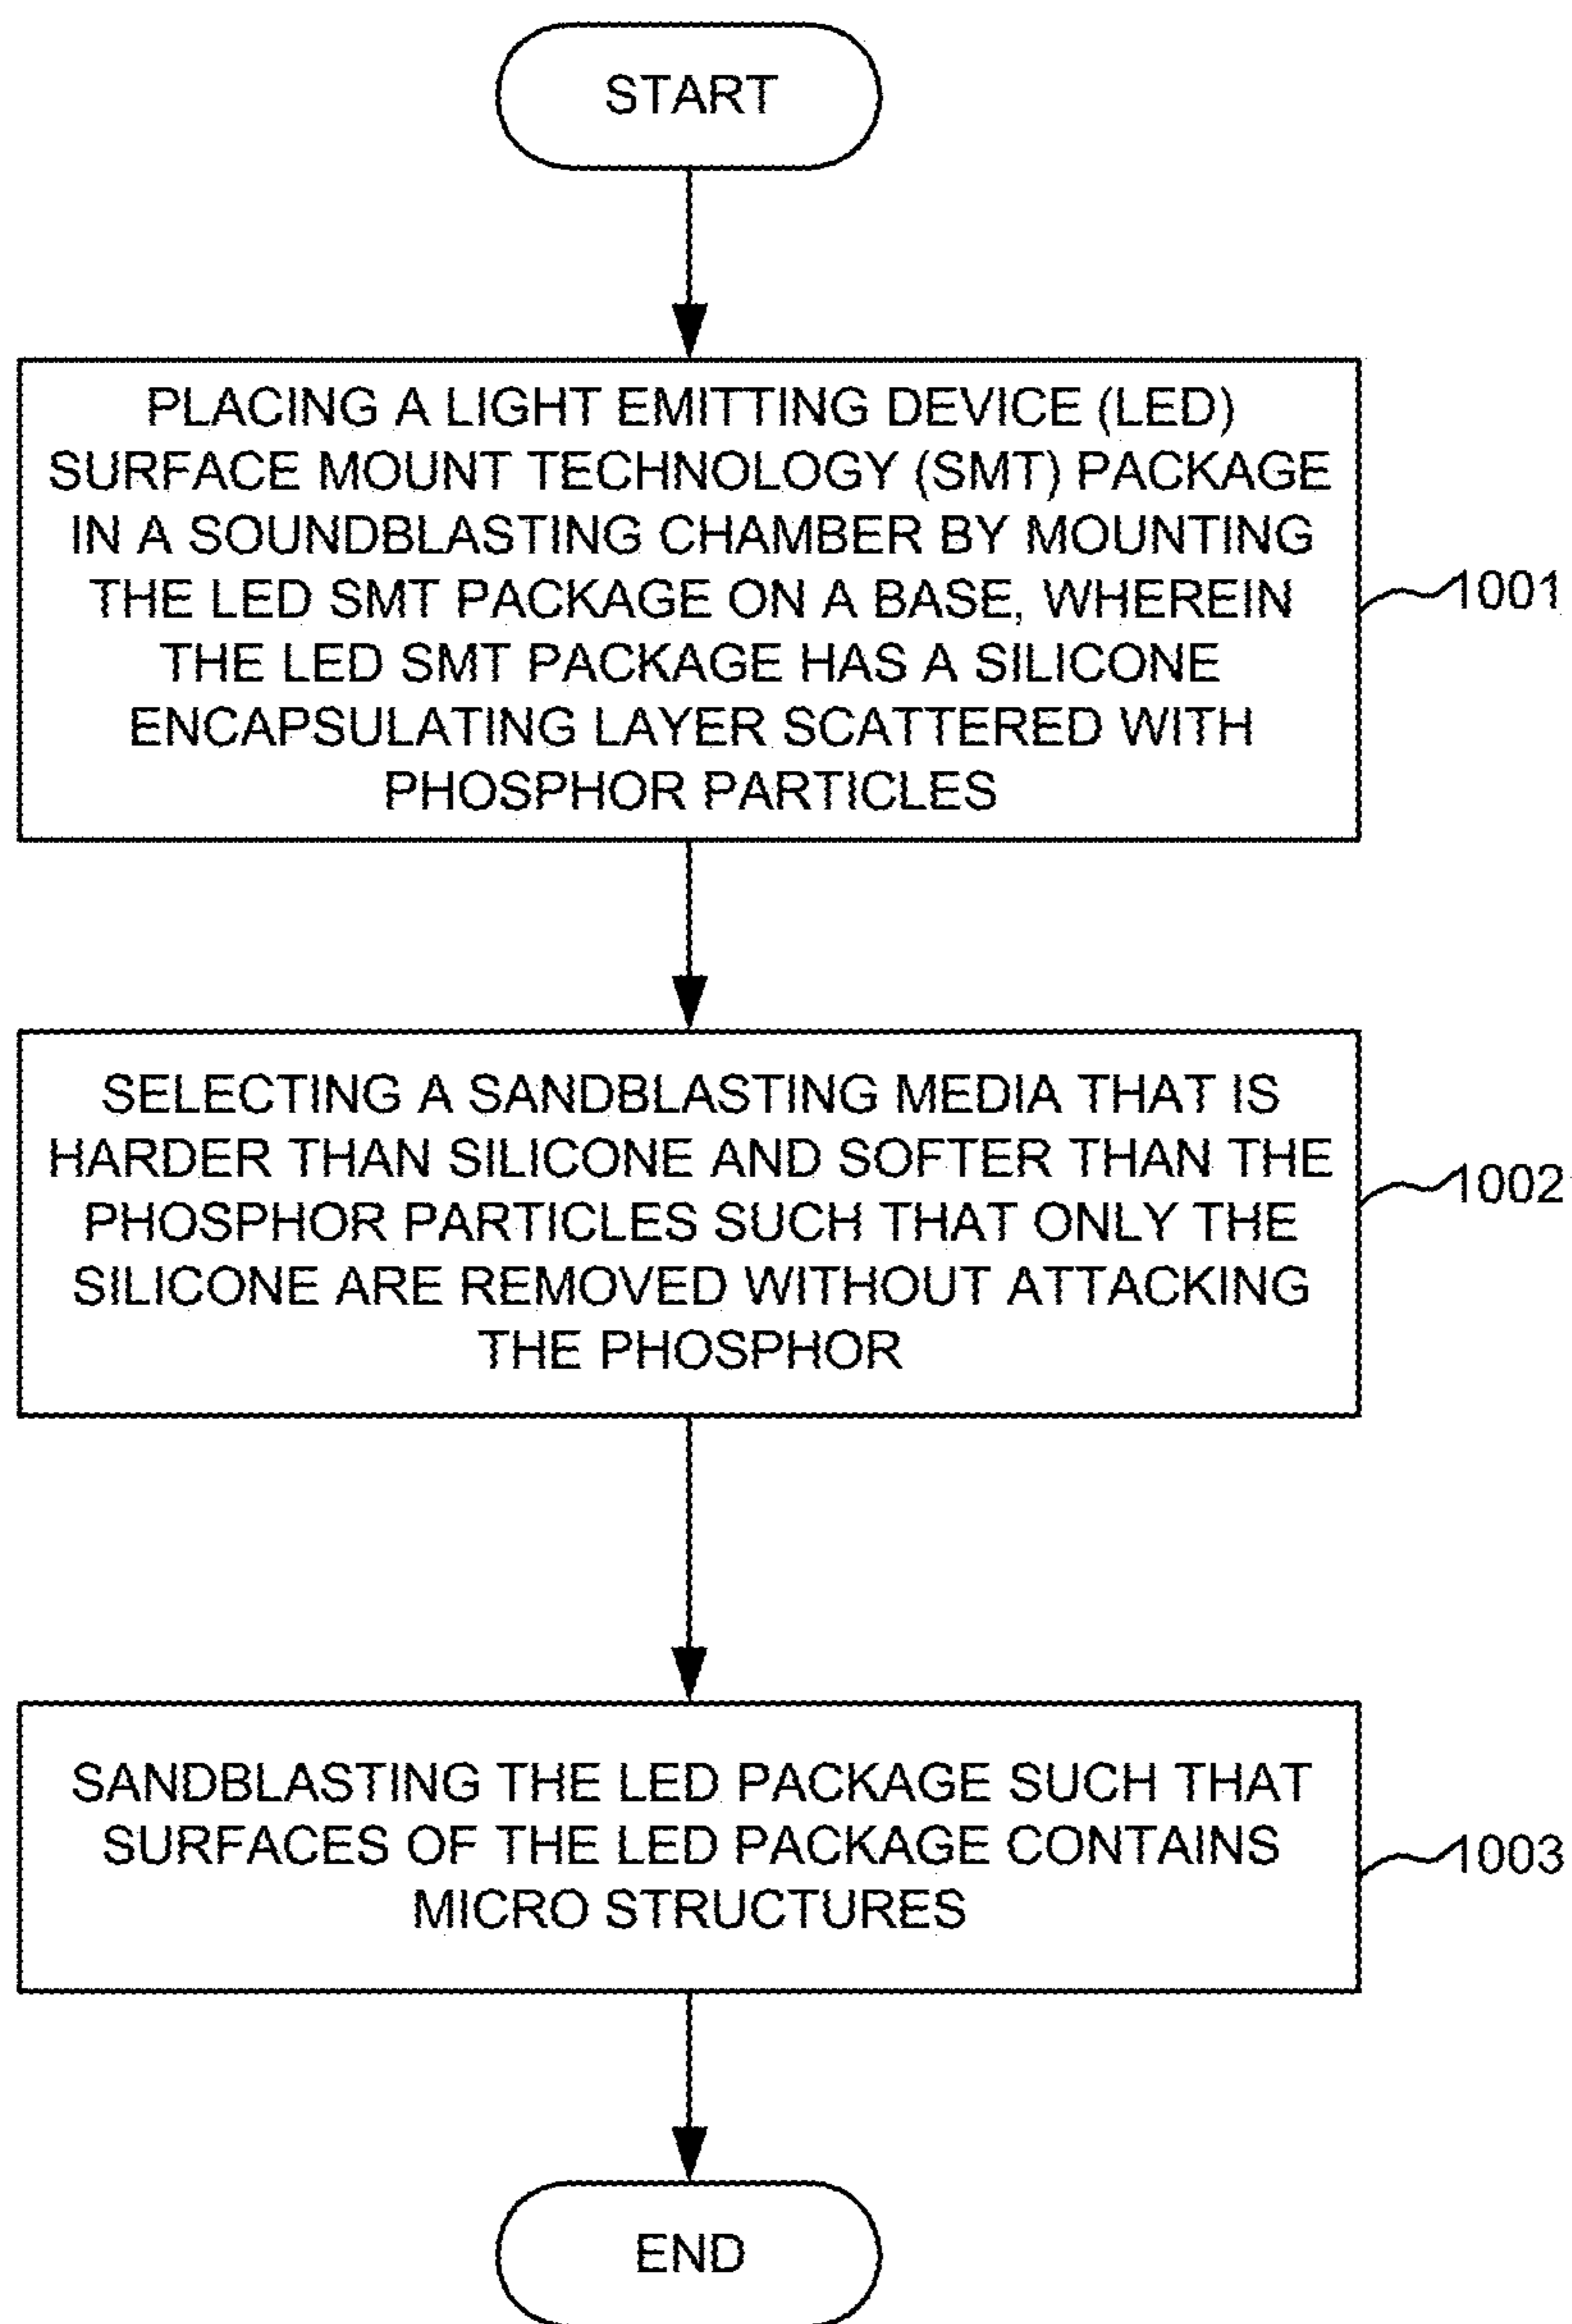 START
PLACING A LIGHT EMITTING DEVICE (LED)
SURFACE MOUNT TECHNOLOGY (SMT) PACKAGE
IN A SOUNDBLASTING CHAMBER BY MOUNTING
THE LED SMT PACKAGE ON A BASE, WHEREIN
THE LED SMT PACKAGE HAS A SILICONE
ENCAPSULATING LAYER SCATTERED WITH
PHOSPHOR PARTICLES
1001
SELECTING A SANDBLASTING MEDIA THAT IS
HARDER THAN SILICONE AND SOFTER THAN THE
PHOSPHOR PARTICLES SUCH THAT ONLY THE
SILICONE ARE REMOVED WITHOUT ATTACKING
THE PHOSPHOR
1002
SANDBLASTING THE LED PACKAGE SUCH THAT
SURFACES OF THE LED PACKAGE CONTAINS
MICRO STRUCTURES
1003
END